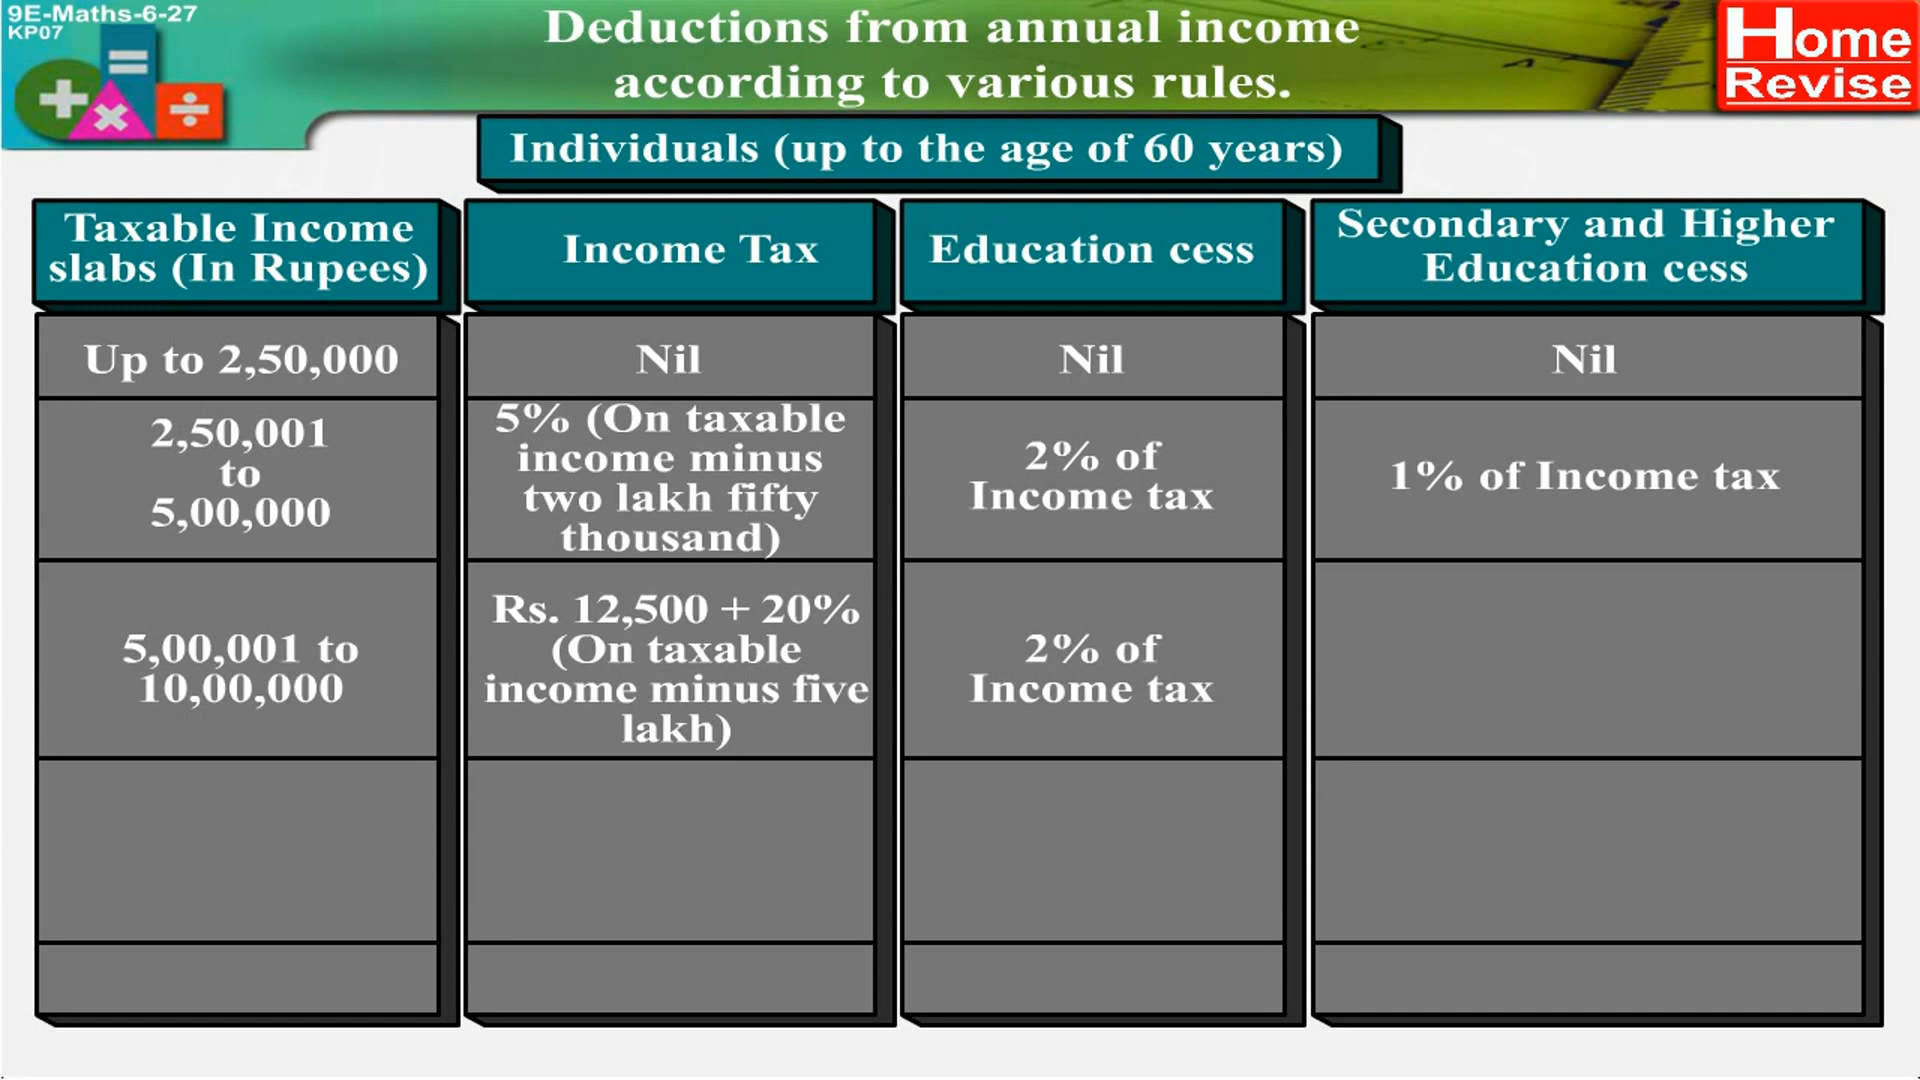 9E-Maths-6-27
KP07
Deductions from annual income
according to various rules.
Home
Revise
Individuals (up to the age of 60 years)
Taxable Income
slabs (In Rupees)
Income Tax
Education cess
Secondary and Higher
Education cess
Up to 2,50,000
Nil
Nil
Nil
2,50,001
to
5,00,000
5% (On taxable
income minus
two lakh fifty
thousand)
2% of
Income tax
1% of Income tax
5,00,001 to
10,00,000
Rs. 12,500 + 20%
(On taxable
income minus five
lakh)
2% of
Income tax